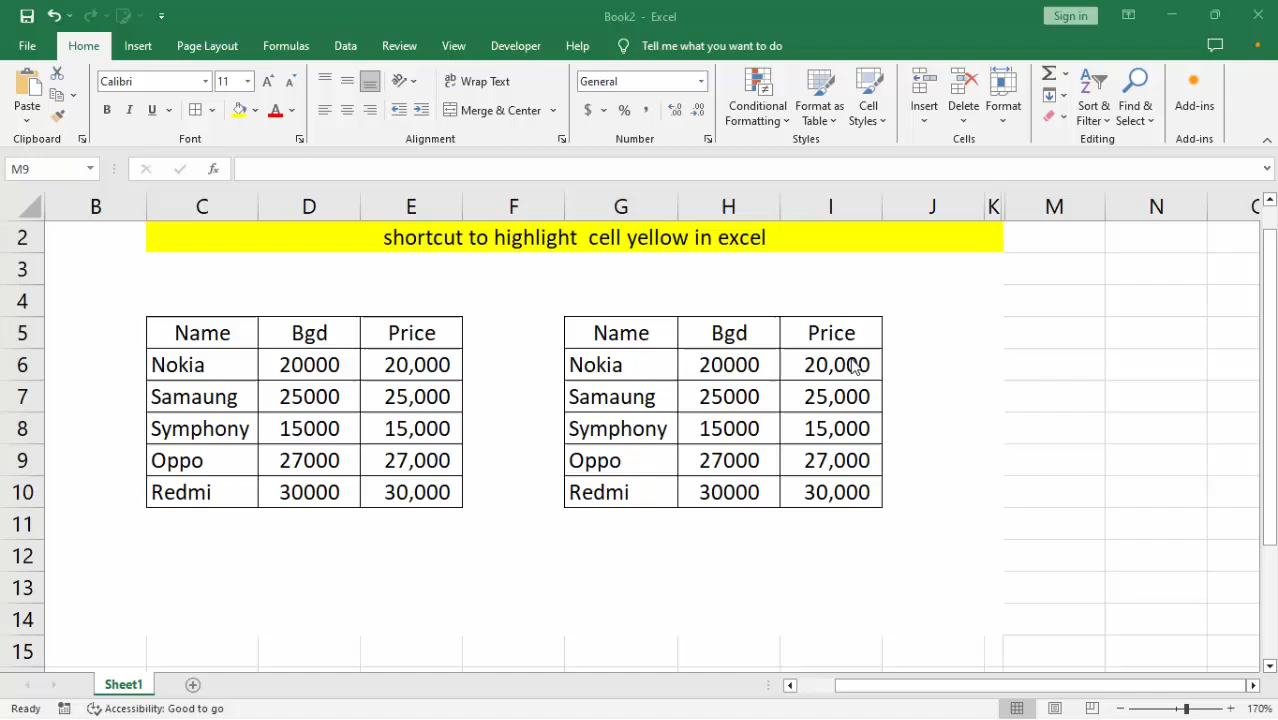 Book2 - Excel
Sign in
File Home Insert Page Layout Formulas Data Review View Developer Help Tell me what you want to do
Calibri 11 Wrap Text General
Paste B I U Merge & Center $ % , Conditional Formatting Format as Table Cell Styles Insert Delete Format Sort & Filter Find & Select Add-ins
Clipboard Font Alignment Number Styles Cells Editing Add-ins
M9 fx
B C D E F G H I J K M N
2 shortcut to highlight cell yellow in excel
3
4
5 Name Bgd Price Name Bgd Price
6 Nokia 20000 20,000 Nokia 20000 20,000
7 Samaung 25000 25,000 Samaung 25000 25,000
8 Symphony 15000 15,000 Symphony 15000 15,000
9 Oppo 27000 27,000 Oppo 27000 27,000
10 Redmi 30000 30,000 Redmi 30000 30,000
11
12
13
14
15
Sheet1
Ready Accessibility: Good to go 170%